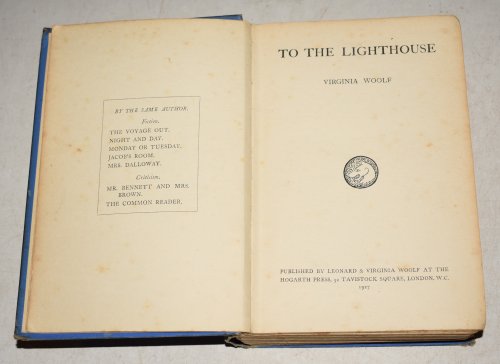 BY THE SAME AUTHOR.
Fiction.
THE VOYAGE OUT.
NIGHT AND DAY.
MONDAY OR TUESDAY.
JACOB'S ROOM.
MRS. DALLOWAY.
Criticism.
MR. BENNETT AND MRS.
BROWN.
THE COMMON READER.
TO THE LIGHTHOUSE
VIRGINIA WOOLF
PUBLISHED BY LEONARD & VIRGINIA WOOLF AT THE
HOGARTH PRESS, 52 TAVISTOCK SQUARE, LONDON, W.C.
1927